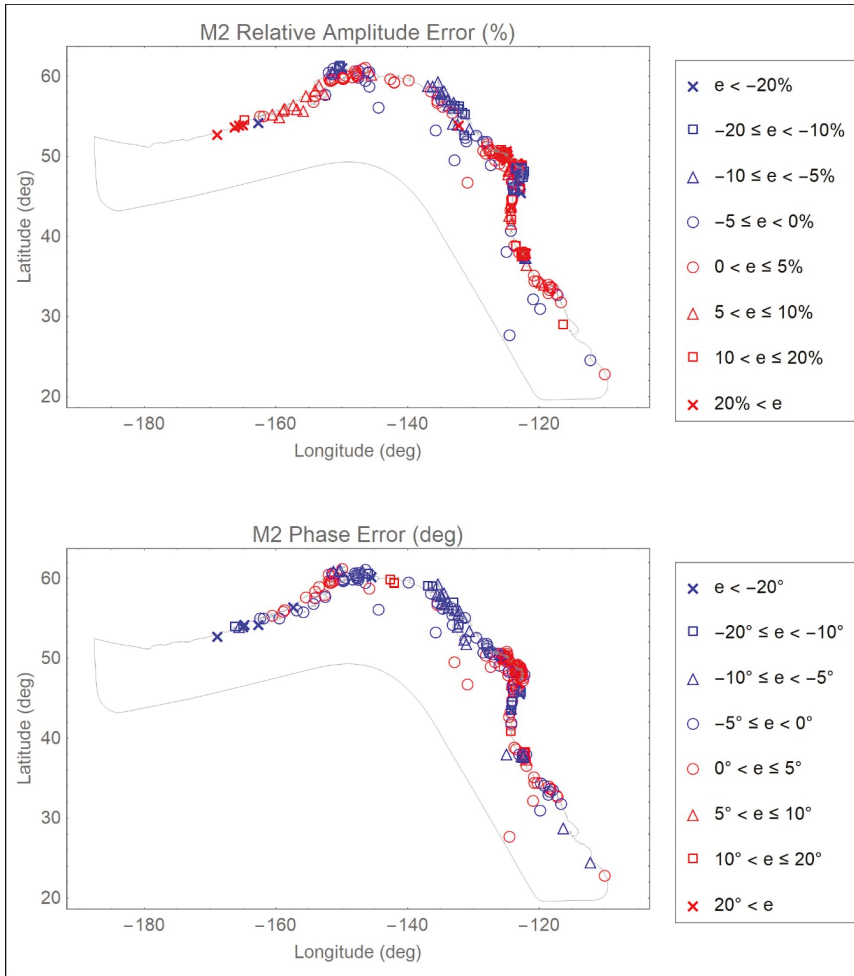 M2 Relative Amplitude Error (%)
60
50
40
30
20
Latitude (deg)
−180
−160
−140
−120
Longitude (deg)
e < −20%
−20 ≤ e < −10%
−10 ≤ e < −5%
−5 ≤ e < 0%
0 < e ≤ 5%
5 < e ≤ 10%
10 < e ≤ 20%
20% < e
M2 Phase Error (deg)
60
50
40
30
20
Latitude (deg)
−180
−160
−140
−120
Longitude (deg)
e < −20°
−20° ≤ e < −10°
−10° ≤ e < −5°
−5° ≤ e < 0°
0° < e ≤ 5°
5° < e ≤ 10°
10° < e ≤ 20°
20° < e